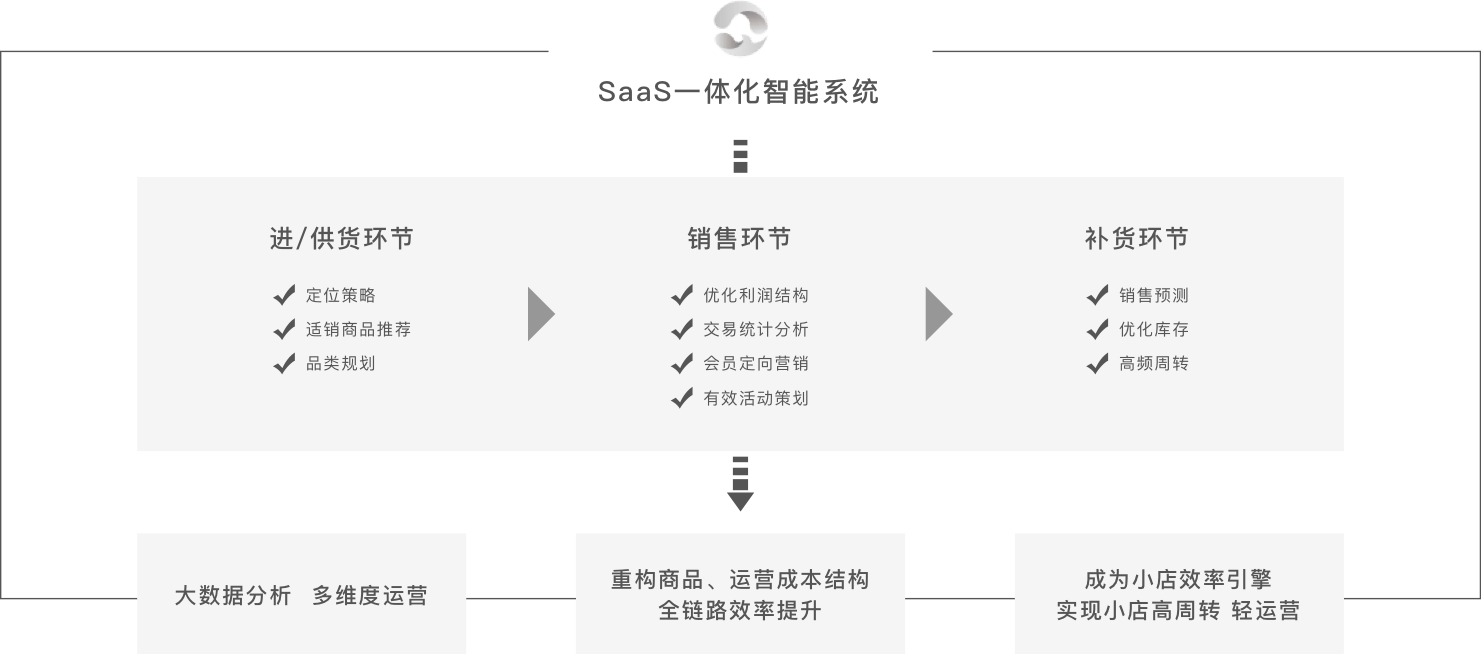 SaaS一体化智能系统
进/供货环节
定位策略
适销商品推荐
品类规划
销售环节
优化利润结构
交易统计分析
会员定向营销
有效活动策划
补货环节
销售预测
优化库存
高频周转
大数据分析 多维度运营
重构商品、运营成本结构
全链路效率提升
成为小店效率引擎
实现小店高周转 轻运营